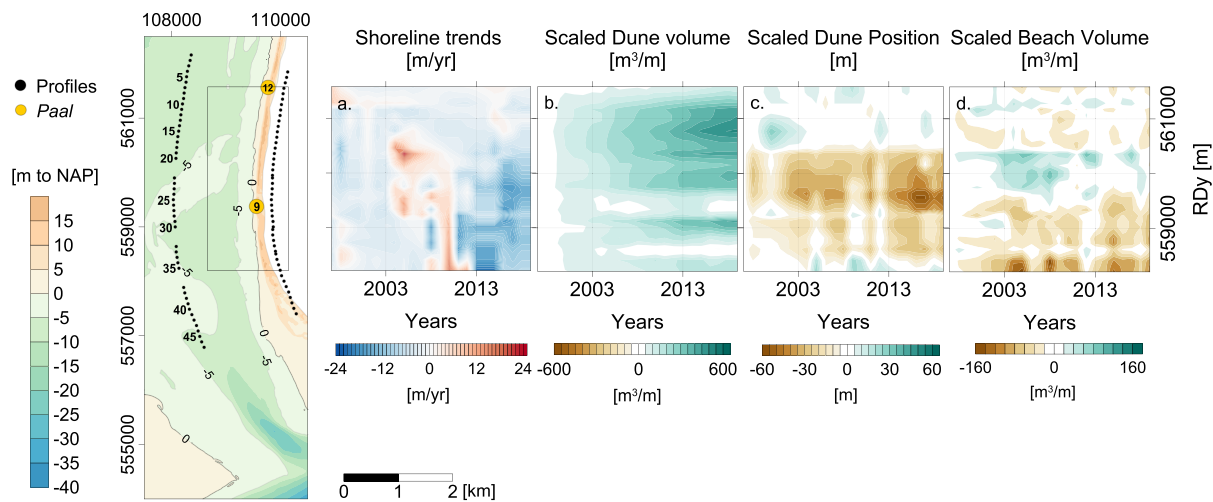 108000 110000
Profiles
Paal
[m to NAP]
15
10
5
0
-5
-10
-15
-20
-25
-30
-35
-40
561000
559000
557000
555000
5
10
15
20
25
30
35
40
45
12
9
-5
0
-5
-5
-5
0
-5
0
Shoreline trends
[m/yr]
Scaled Dune volume
[m³/m]
Scaled Dune Position
[m]
Scaled Beach Volume
[m³/m]
a.
b.
c.
d.
561000
559000
RDy [m]
2003 2013
2003 2013
2003 2013
2003 2013
Years
Years
Years
Years
-24 -12 0 12 24
[m/yr]
-600 0 600
[m³/m]
-60 -30 0 30 60
[m]
-160 0 160
[m³/m]
0 1 2 [km]